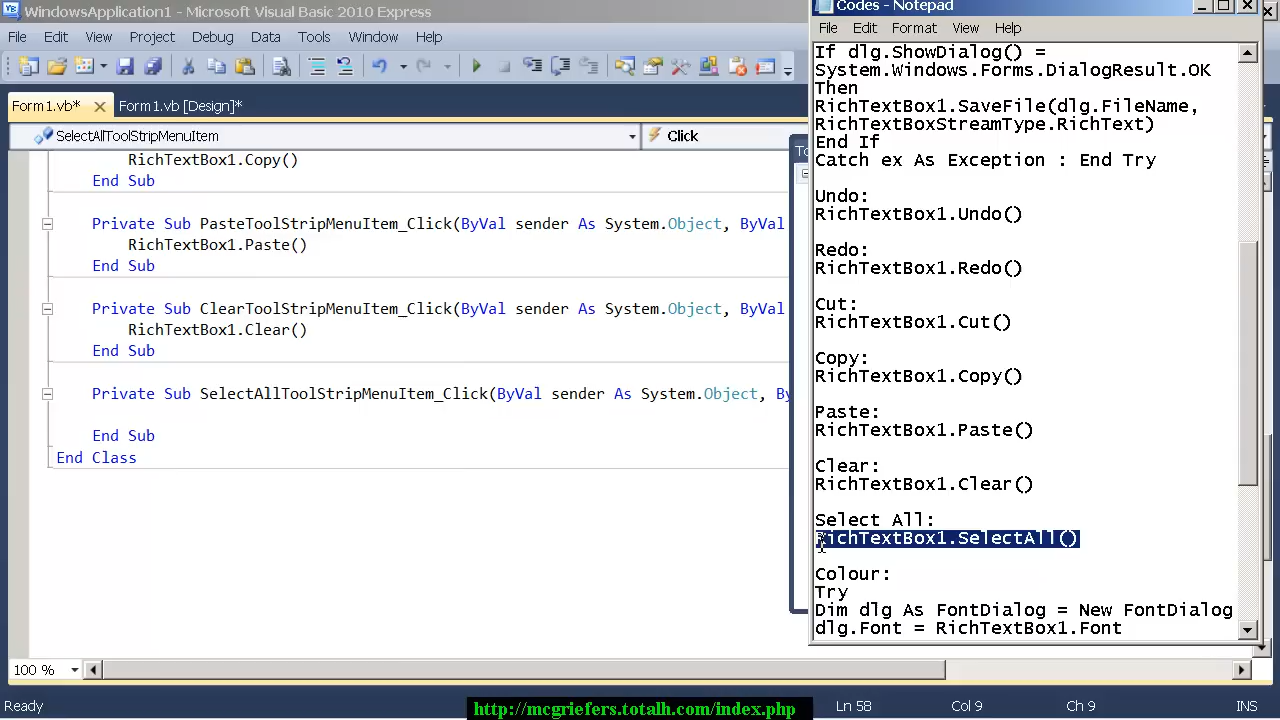 WindowsApplication1 - Microsoft Visual Basic 2010 Express
File Edit View Project Debug Data Tools Window Help
Form1.vb* Form1.vb [Design]*
SelectAllToolStripMenuItem Click
RichTextBox1.Copy()
End Sub
Private Sub PasteToolStripMenuItem_Click(ByVal sender As System.Object, ByVal
RichTextBox1.Paste()
End Sub
Private Sub ClearToolStripMenuItem_Click(ByVal sender As System.Object, ByVal
RichTextBox1.Clear()
End Sub
Private Sub SelectAllToolStripMenuItem_Click(ByVal sender As System.Object, By
End Sub
End Class
100 %
Ready
Ln 58 Col 9 Ch 9 INS
Codes - Notepad
File Edit Format View Help
If dlg.ShowDialog() =
System.Windows.Forms.DialogResult.OK
Then
RichTextBox1.SaveFile(dlg.FileName,
RichTextBoxStreamType.RichText)
End If
Catch ex As Exception : End Try
Undo:
RichTextBox1.Undo()
Redo:
RichTextBox1.Redo()
Cut:
RichTextBox1.Cut()
Copy:
RichTextBox1.Copy()
Paste:
RichTextBox1.Paste()
Clear:
RichTextBox1.Clear()
Select All:
RichTextBox1.SelectAll()
Colour:
Try
Dim dlg As FontDialog = New FontDialog
dlg.Font = RichTextBox1.Font
http://mcgriefers.totalh.com/index.php